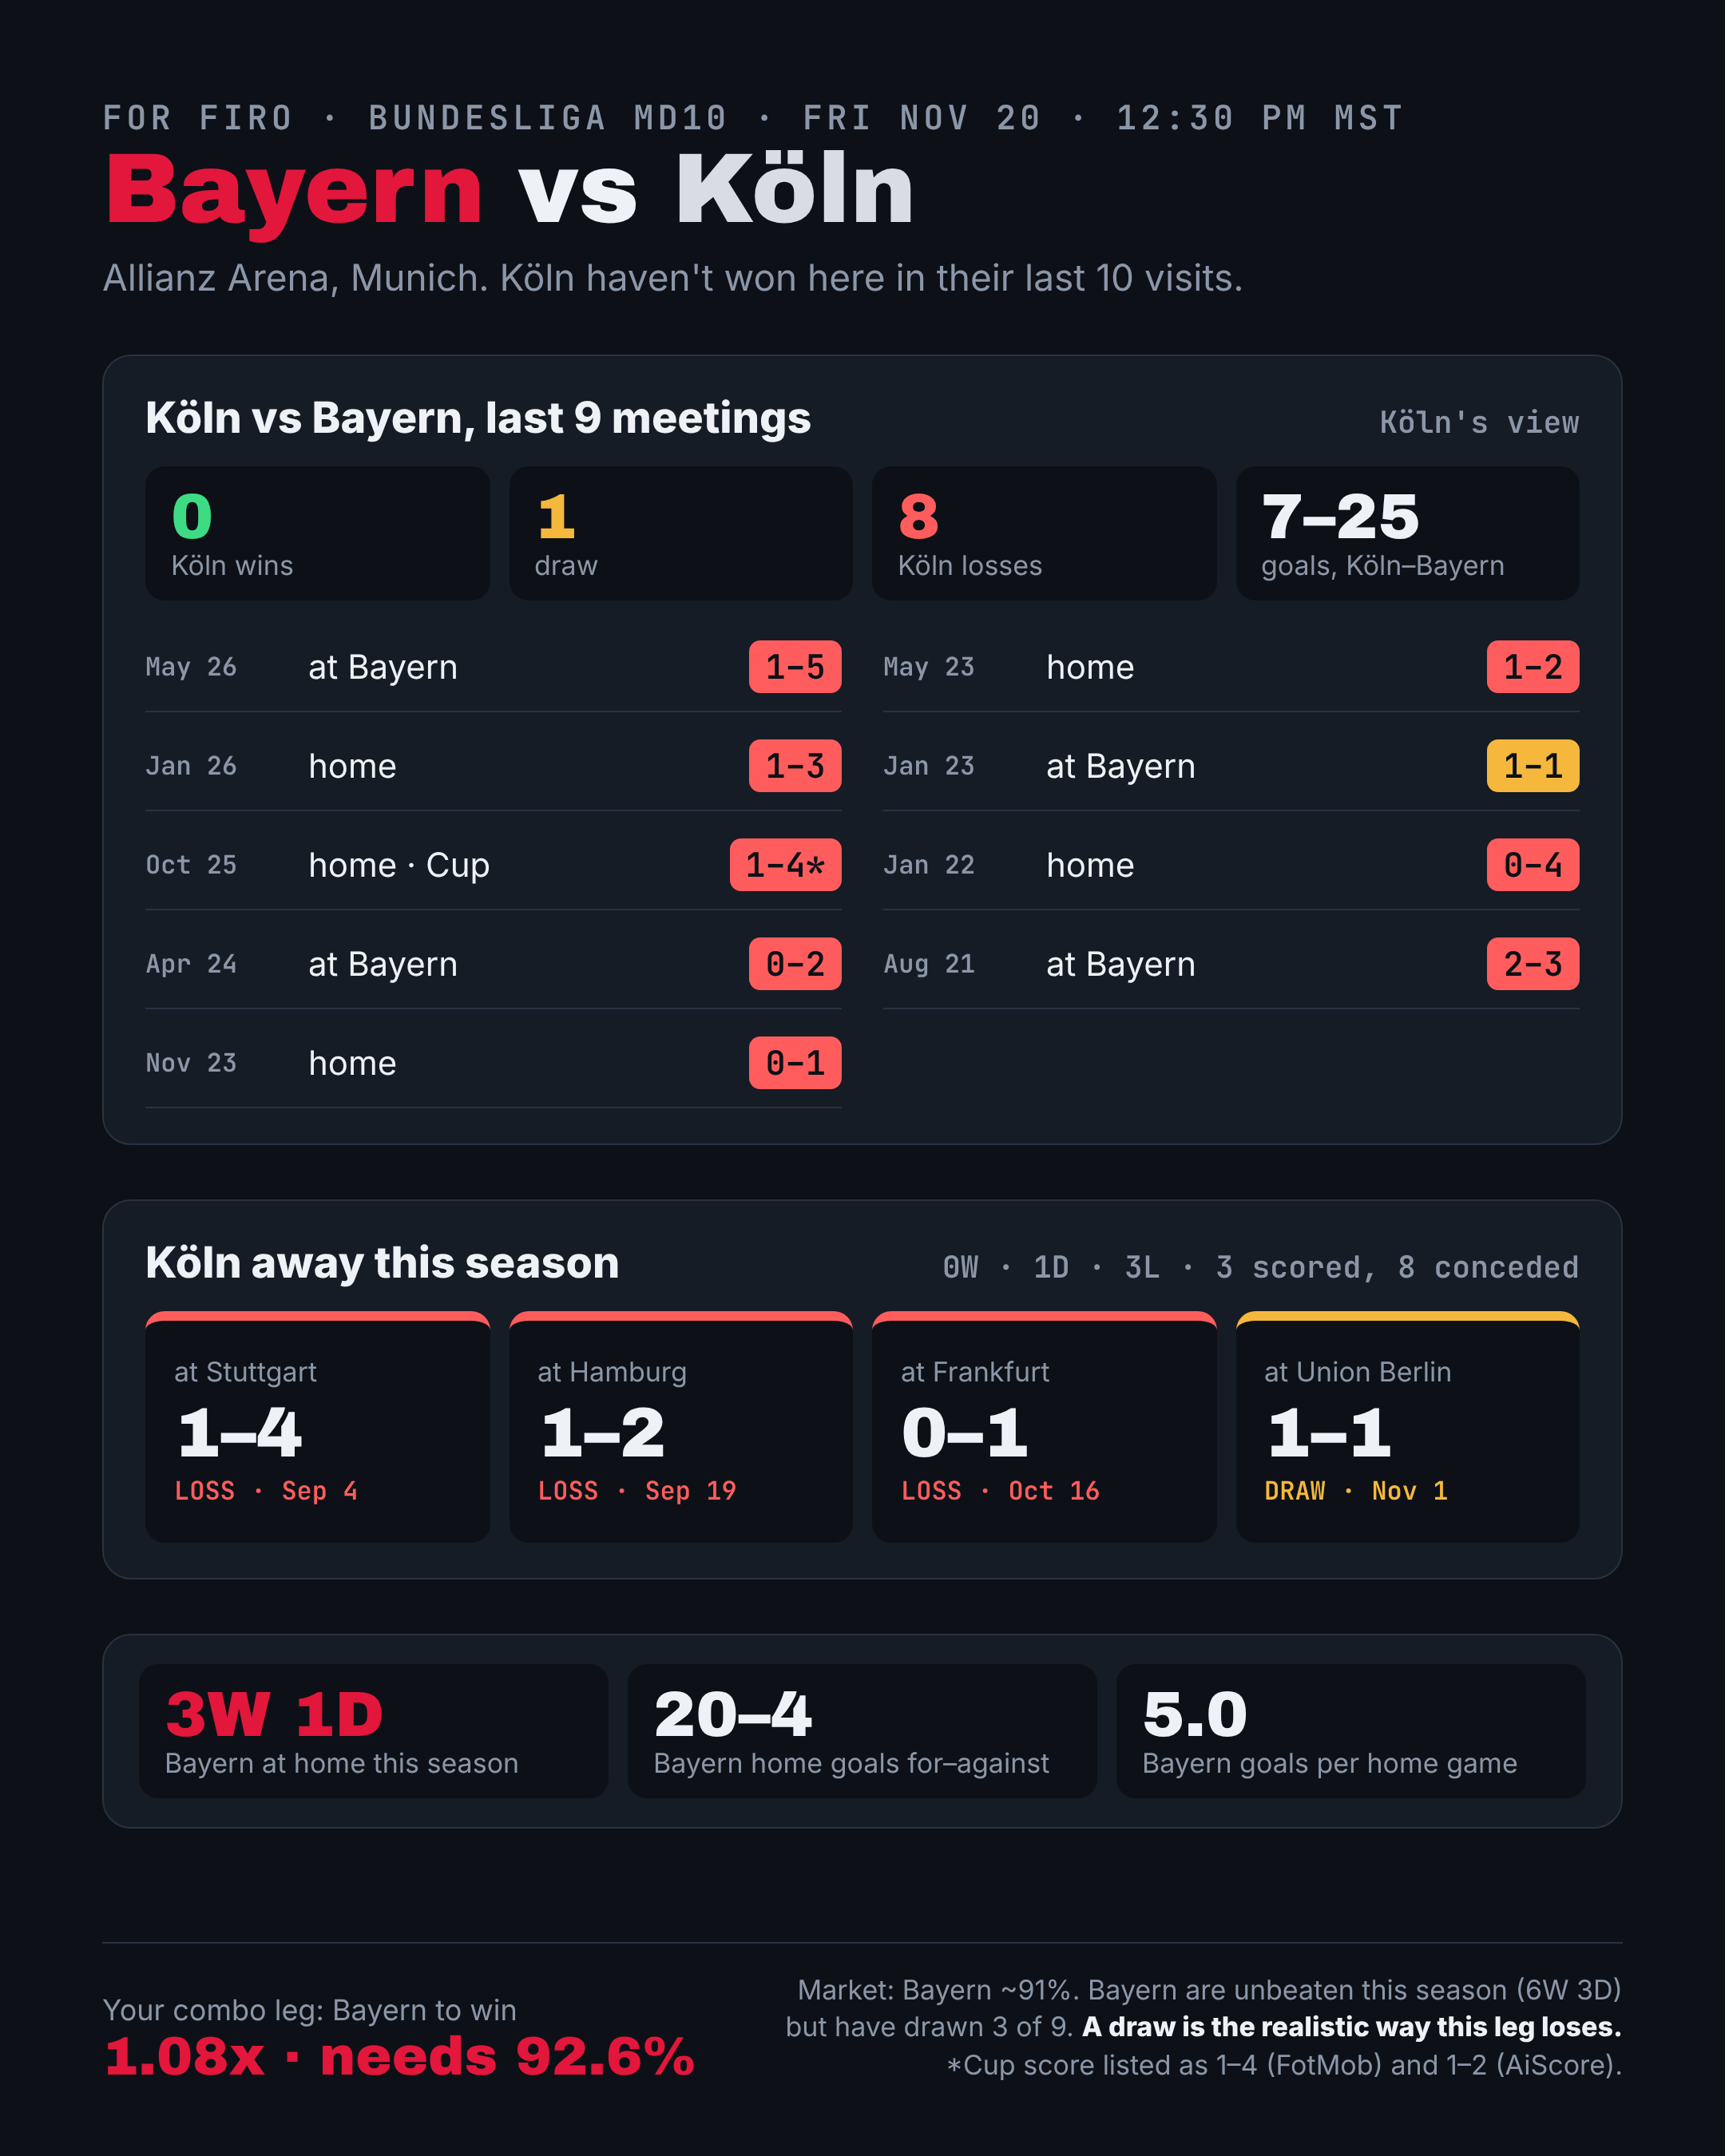 FOR FIRO · BUNDESLIGA MD10 · FRI NOV 20 · 12:30 PM MST
Bayern vs Köln
Allianz Arena, Munich. Köln haven't won here in their last 10 visits.
Köln vs Bayern, last 9 meetings
Köln's view
0
Köln wins
1
draw
8
Köln losses
7–25
goals, Köln–Bayern
May 26 at Bayern 1–5
Jan 26 home 1–3
Oct 25 home · Cup 1–4*
Apr 24 at Bayern 0–2
Nov 23 home 0–1
May 23 home 1–2
Jan 23 at Bayern 1–1
Jan 22 home 0–4
Aug 21 at Bayern 2–3
Köln away this season
0W · 1D · 3L · 3 scored, 8 conceded
at Stuttgart
1–4
LOSS · Sep 4
at Hamburg
1–2
LOSS · Sep 19
at Frankfurt
0–1
LOSS · Oct 16
at Union Berlin
1–1
DRAW · Nov 1
3W 1D
Bayern at home this season
20–4
Bayern home goals for–against
5.0
Bayern goals per home game
Your combo leg: Bayern to win
1.08x · needs 92.6%
Market: Bayern ~91%. Bayern are unbeaten this season (6W 3D)
but have drawn 3 of 9. A draw is the realistic way this leg loses.
*Cup score listed as 1–4 (FotMob) and 1–2 (AiScore).